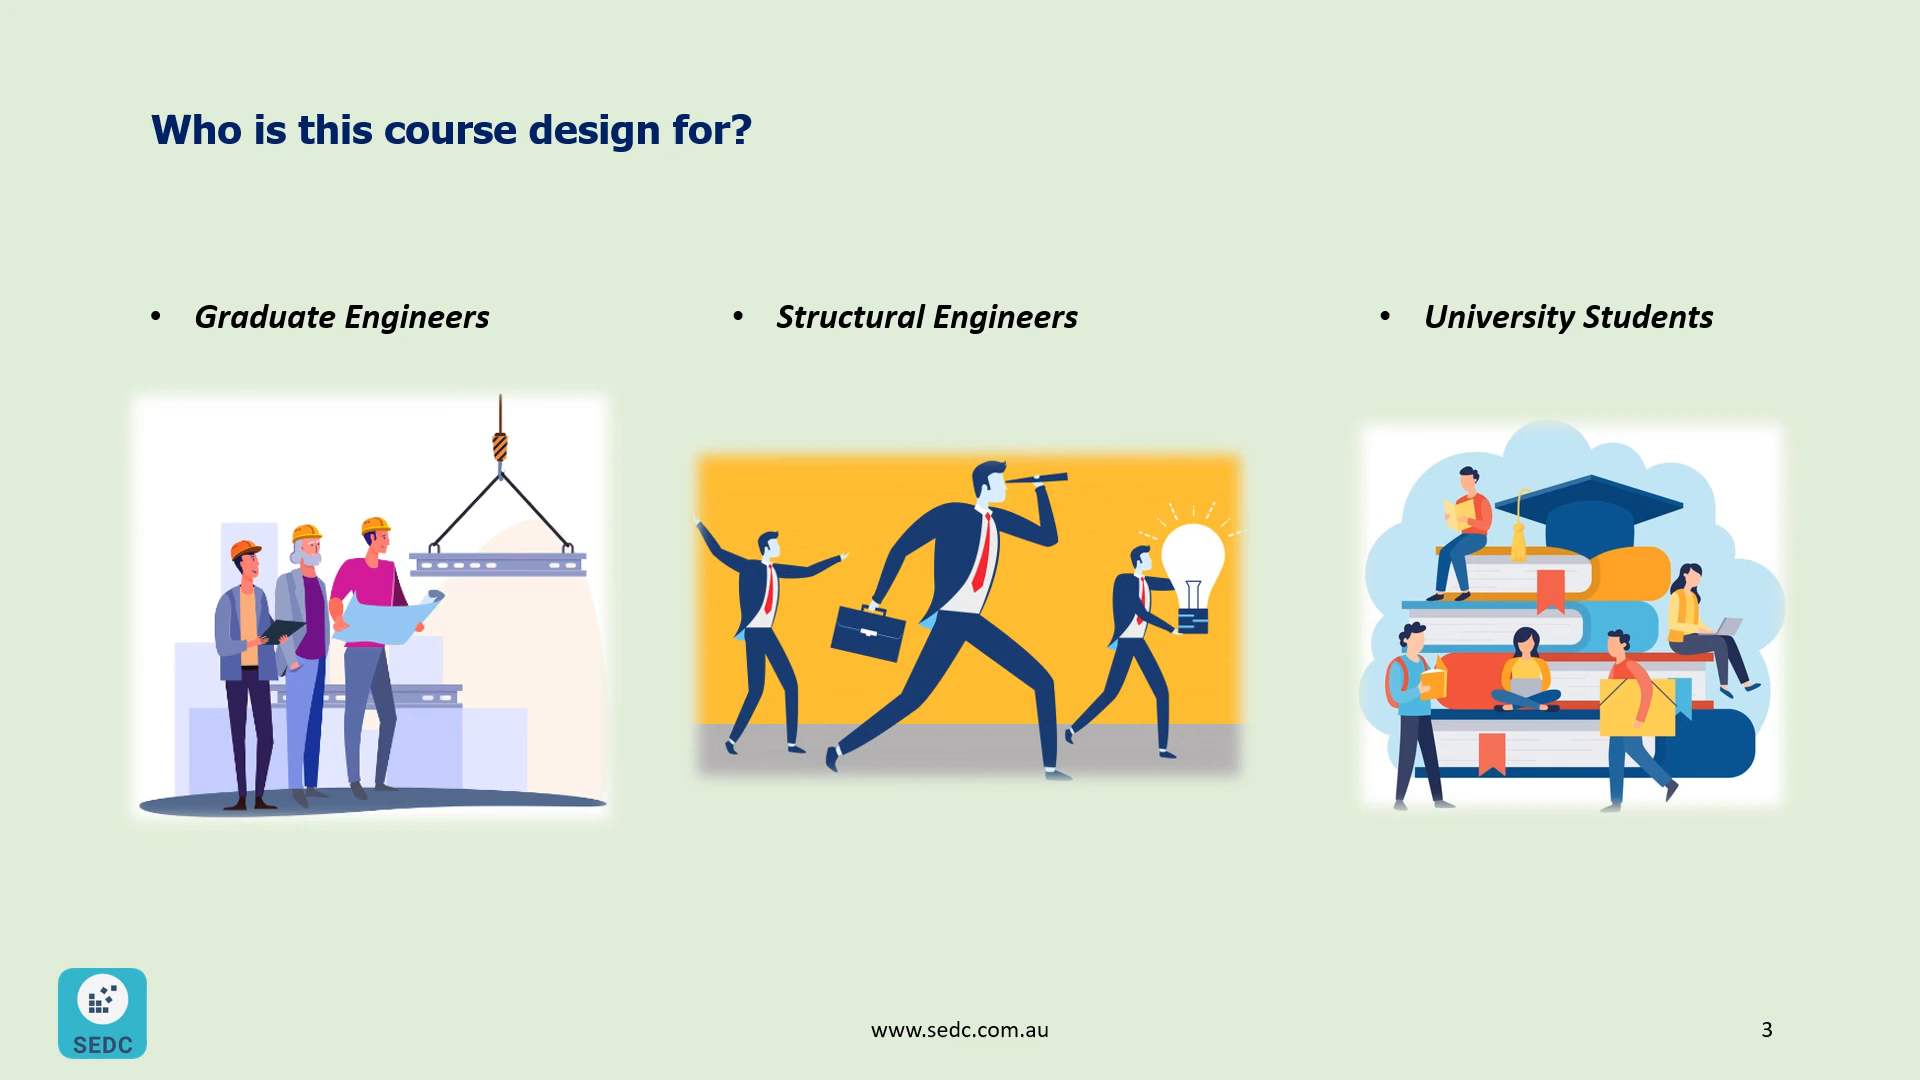 Who is this course design for?
• Graduate Engineers
• Structural Engineers
• University Students
SEDC
www.sedc.com.au
3